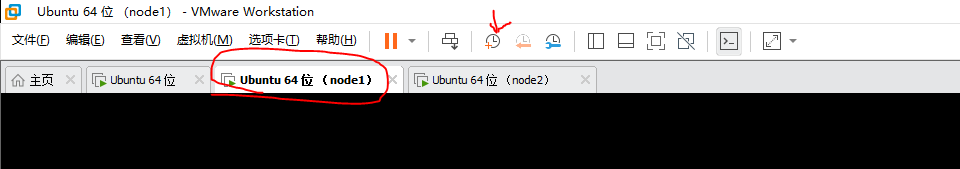 Ubuntu 64 位 （node1） - VMware Workstation
文件(F) 编辑(E) 查看(V) 虚拟机(M) 选项卡(T) 帮助(H)
主页 Ubuntu 64 位 Ubuntu 64 位 （node1） Ubuntu 64 位 （node2）